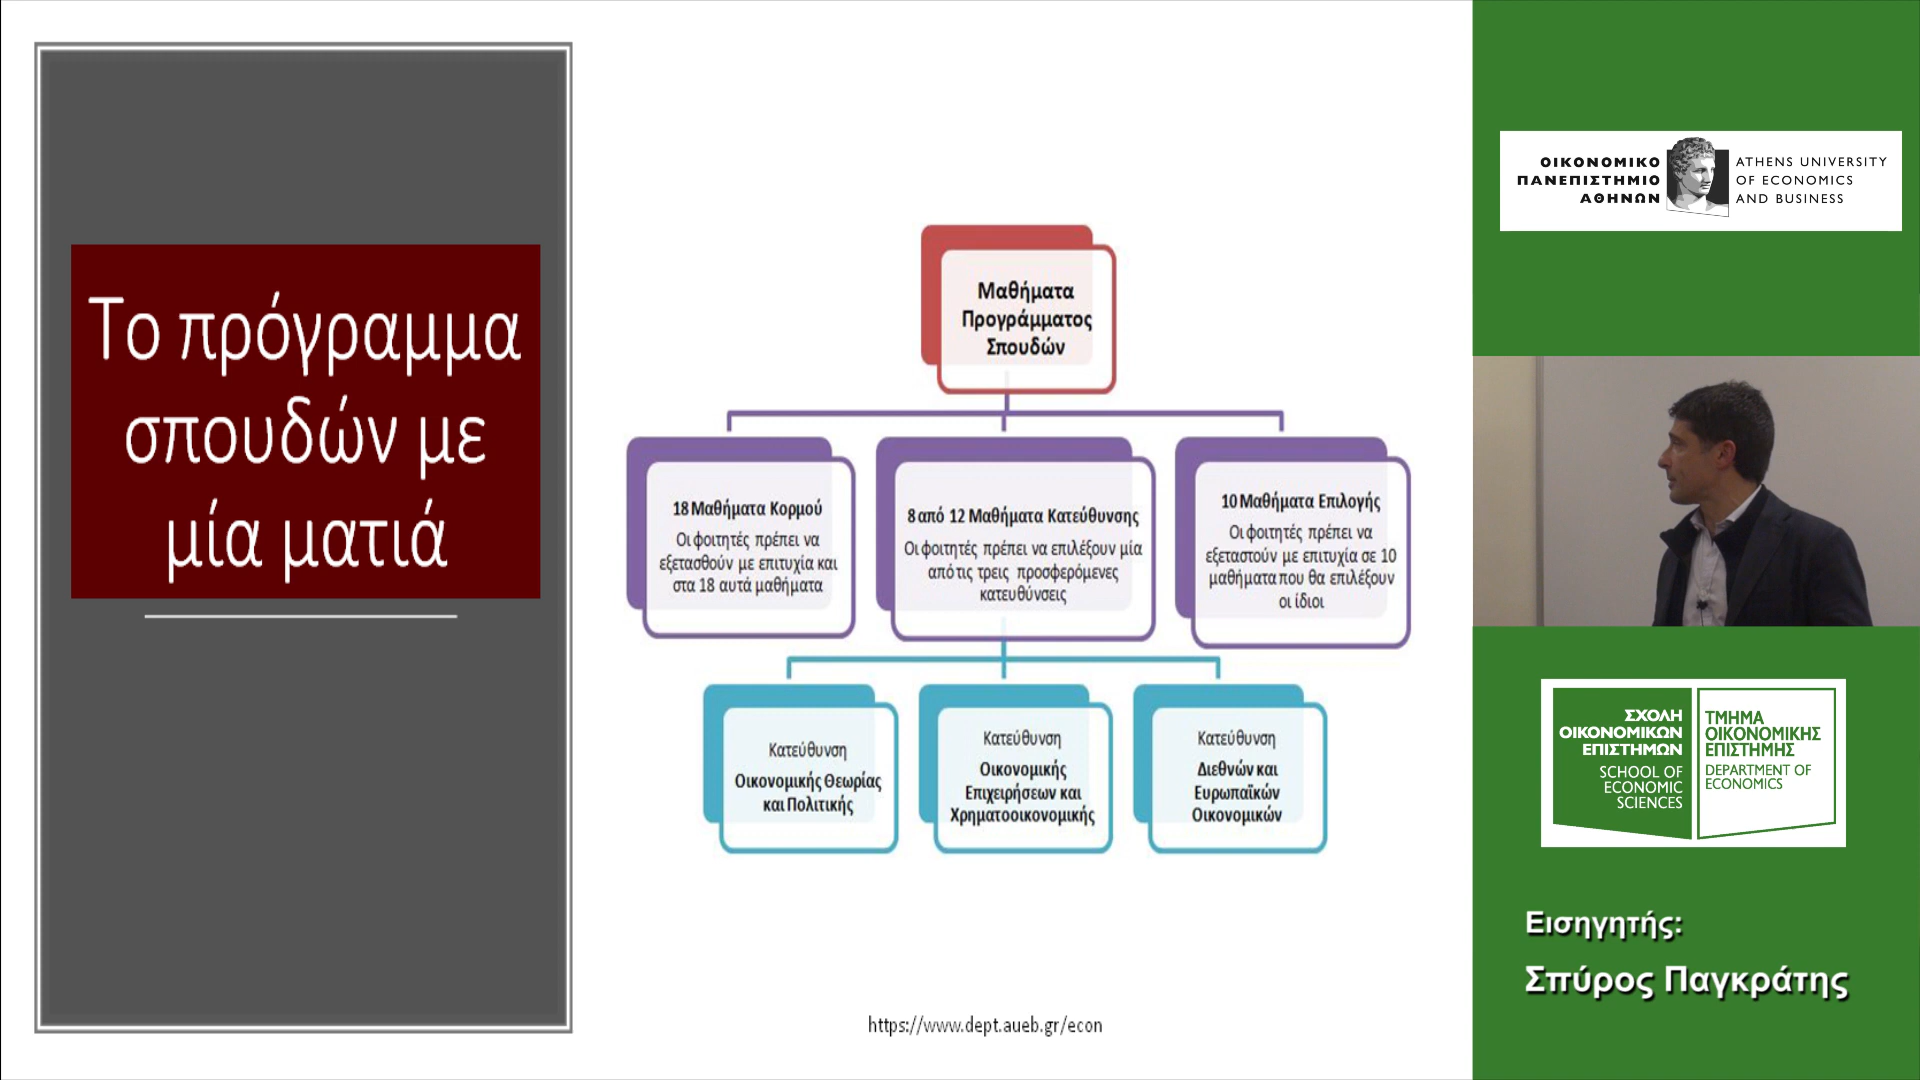 Το πρόγραμμα
σπουδών με
μία ματιά
Μαθήματα
Προγράμματος
Σπουδών
18 Μαθήματα Κορμού
Οι φοιτητές πρέπει να
εξετασθούν με επιτυχία και
στα 18 αυτά μαθήματα
8 από 12 Μαθήματα Κατεύθυνσης
Οι φοιτητές πρέπει να επιλέξουν μία
από τις τρεις προσφερόμενες
κατευθύνσεις
10 Μαθήματα Επιλογής
Οι φοιτητές πρέπει να
εξεταστούν με επιτυχία σε 10
μαθήματα που θα επιλέξουν
οι ίδιοι
Κατεύθυνση
Οικονομικής Θεωρίας
και Πολιτικής
Κατεύθυνση
Οικονομικής
Επιχειρήσεων και
Χρηματοοικονομικής
Κατεύθυνση
Διεθνών και
Ευρωπαϊκών
Οικονομικών
https://www.dept.aueb.gr/econ
ΟΙΚΟΝΟΜΙΚΟ
ΠΑΝΕΠΙΣΤΗΜΙΟ
ΑΘΗΝΩΝ
ATHENS UNIVERSITY
OF ECONOMICS
AND BUSINESS
ΣΧΟΛΗ
ΟΙΚΟΝΟΜΙΚΩΝ
ΕΠΙΣΤΗΜΩΝ
SCHOOL OF
ECONOMIC
SCIENCES
ΤΜΗΜΑ
ΟΙΚΟΝΟΜΙΚΗΣ
ΕΠΙΣΤΗΜΗΣ
DEPARTMENT OF
ECONOMICS
Εισηγητής:
Σπύρος Παγκράτης